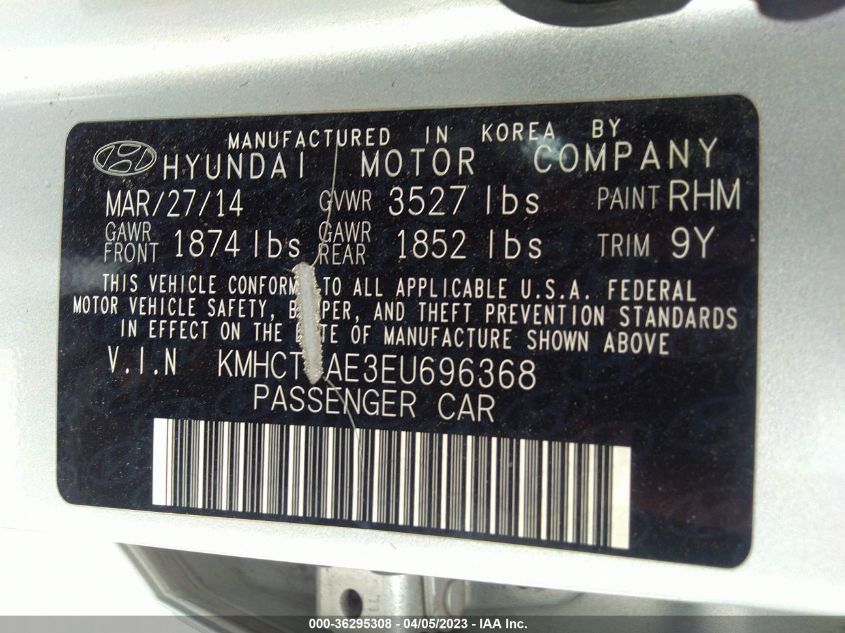 MANUFACTURED IN KOREA BY
HYUNDAI MOTOR COMPANY
MAR/27/14 GVWR 3527 lbs PAINT RHM
GAWR FRONT 1874 lbs GAWR REAR 1852 lbs TRIM 9Y
THIS VEHICLE TO ALL APPLICABLE U.S.A. FEDERAL
MOTOR VEHICLE SAFETY, AND THEFT PREVENTION STANDARDS
IN EFFECT ON THE OF MANUFACTURE SHOWN ABOVE
V.I.N
PASSENGER CAR
000-36295308 - 04/05/2023 - IAA Inc.